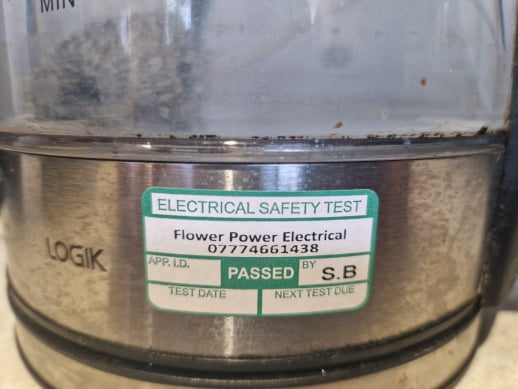 MIN
ELECTRICAL SAFETY TEST
Flower Power Electrical
07774661438
APP. I.D.
PASSED
BY
S.B
TEST DATE
NEXT TEST DUE
LOGIK